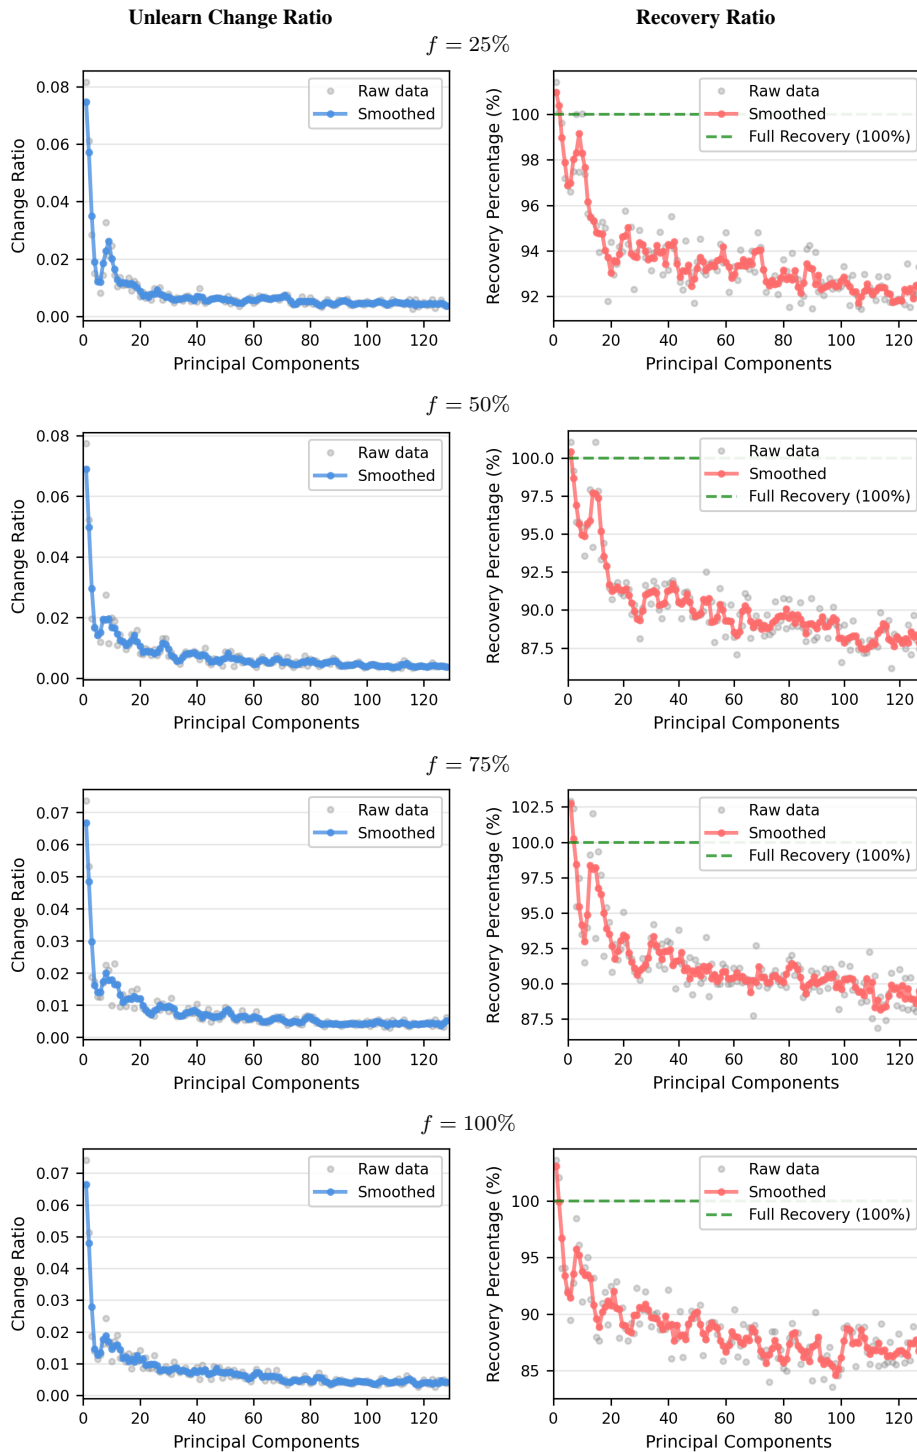 Unlearn Change Ratio
Recovery Ratio
f = 25%
0.08
0.06
0.04
0.02
0.00
Change Ratio
Raw data
Smoothed
0 20 40 60 80 100 120
Principal Components
100
98
96
94
92
Recovery Percentage (%)
Raw data
Smoothed
Full Recovery (100%)
0 20 40 60 80 100 120
Principal Components
f = 50%
0.08
0.06
0.04
0.02
0.00
Change Ratio
Raw data
Smoothed
0 20 40 60 80 100 120
Principal Components
100.0
97.5
95.0
92.5
90.0
87.5
Recovery Percentage (%)
Raw data
Smoothed
Full Recovery (100%)
0 20 40 60 80 100 120
Principal Components
f = 75%
0.07
0.06
0.05
0.04
0.03
0.02
0.01
0.00
Change Ratio
Raw data
Smoothed
0 20 40 60 80 100 120
Principal Components
102.5
100.0
97.5
95.0
92.5
90.0
87.5
Recovery Percentage (%)
Raw data
Smoothed
Full Recovery (100%)
0 20 40 60 80 100 120
Principal Components
f = 100%
0.07
0.06
0.05
0.04
0.03
0.02
0.01
0.00
Change Ratio
Raw data
Smoothed
0 20 40 60 80 100 120
Principal Components
100
95
90
85
Recovery Percentage (%)
Raw data
Smoothed
Full Recovery (100%)
0 20 40 60 80 100 120
Principal Components